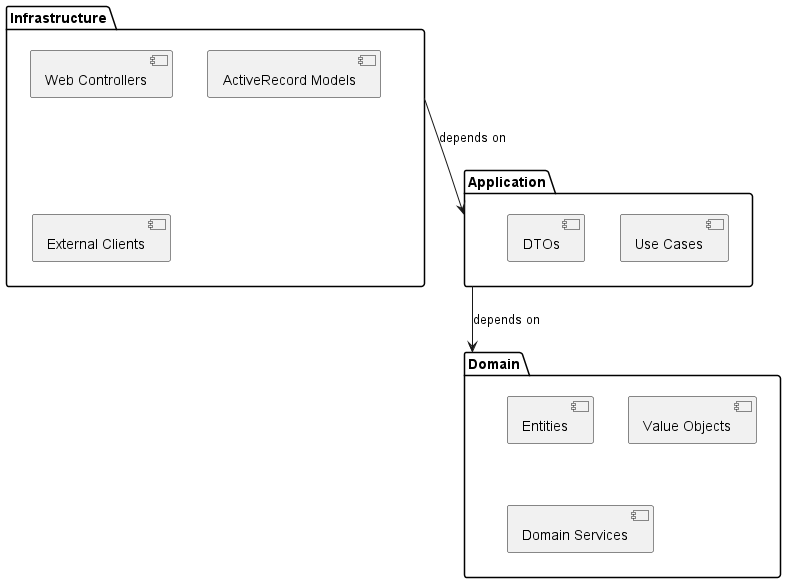 Infrastructure
Web Controllers
ActiveRecord Models
External Clients
depends on
Application
DTOs
Use Cases
depends on
Domain
Entities
Value Objects
Domain Services